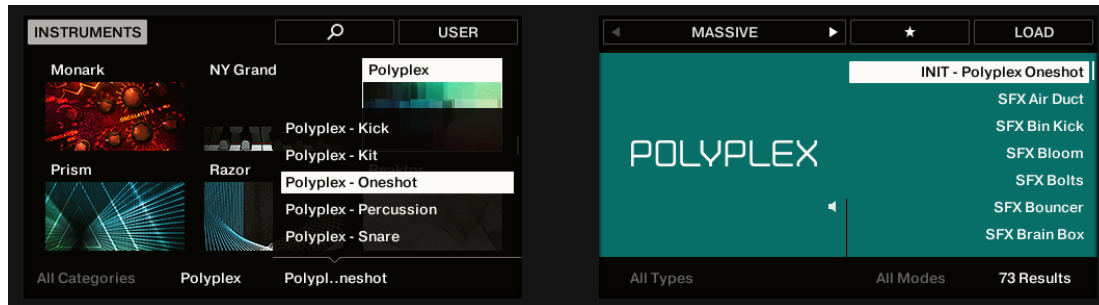 INSTRUMENTS
USER
Monark
NY Grand
Polyplex
Polyplex - Kick
Polyplex - Kit
Prism
Razor
Polyplex - Oneshot
Polyplex - Percussion
Polyplex - Snare
All Categories
Polyplex
Polypl..neshot
MASSIVE
★
LOAD
POLYPLEX
INIT - Polyplex Oneshot
SFX Air Duct
SFX Bin Kick
SFX Bloom
SFX Bolts
SFX Bouncer
SFX Brain Box
All Types
All Modes
73 Results